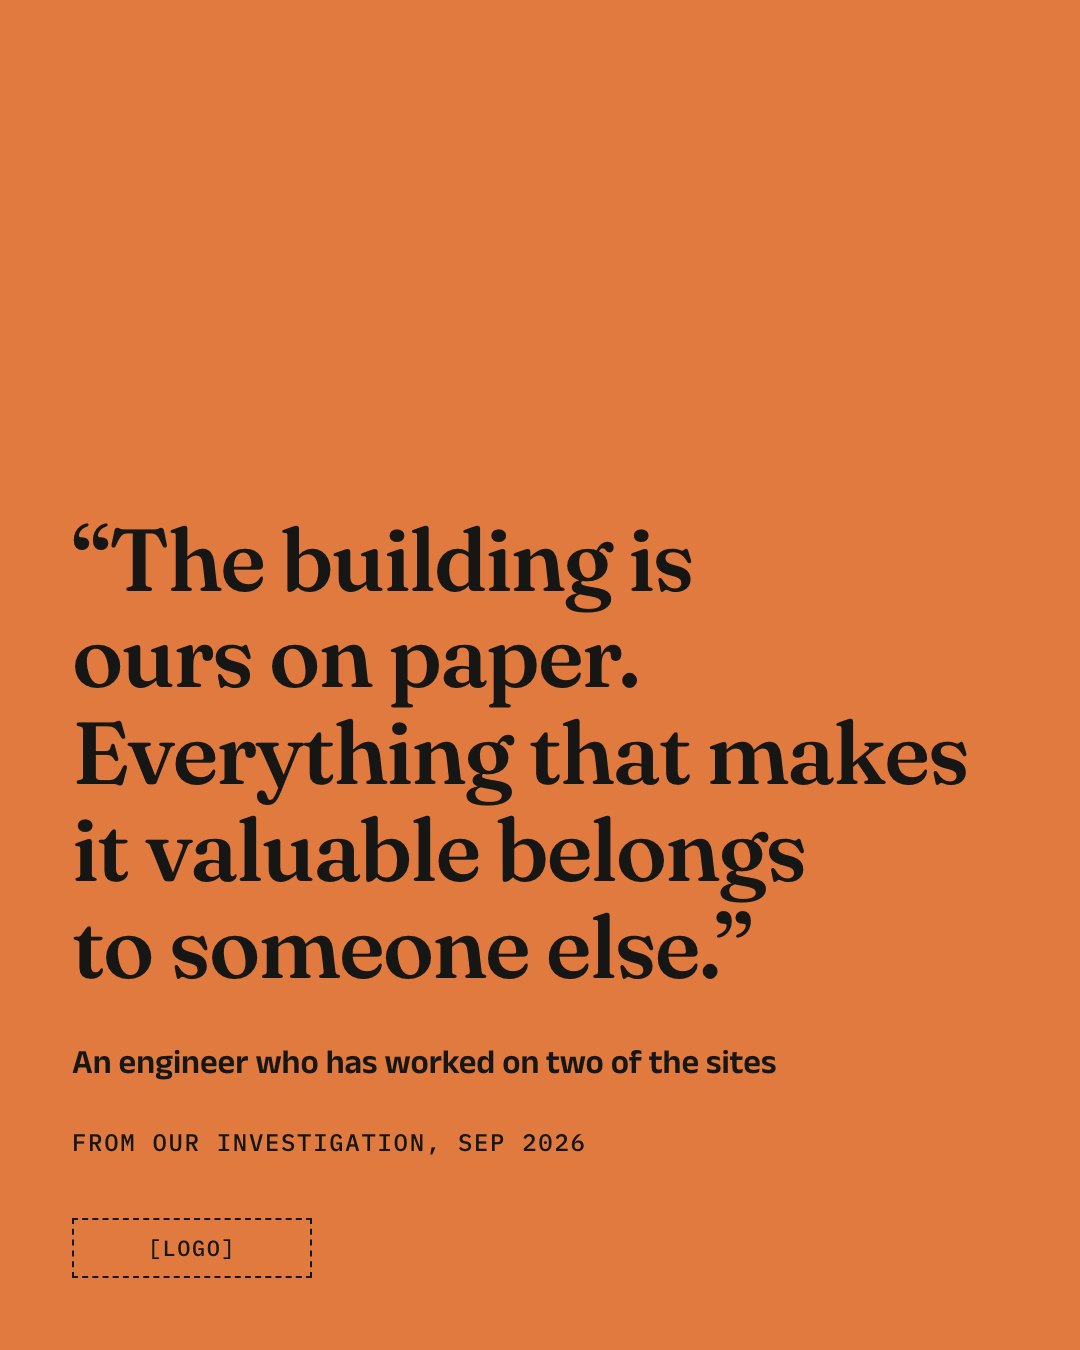 “The building is
ours on paper.
Everything that makes
it valuable belongs
to someone else.”
An engineer who has worked on two of the sites
FROM OUR INVESTIGATION, SEP 2026
[LOGO]